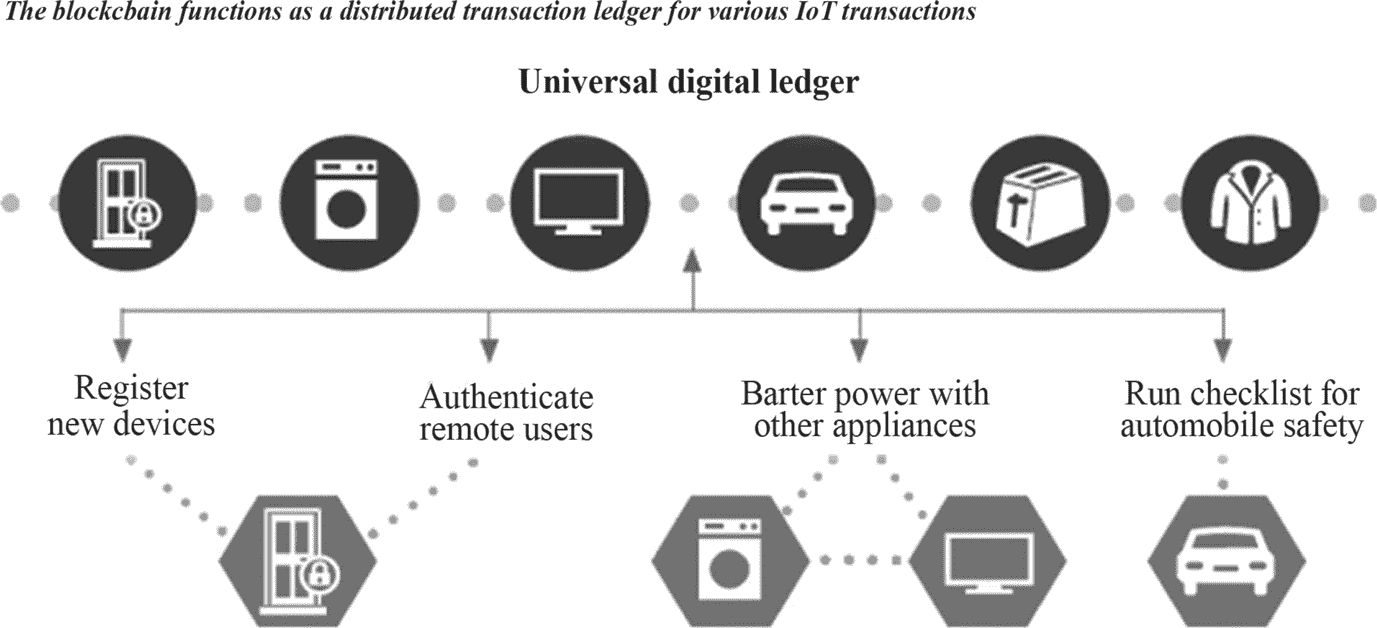 The blockcbain functions as a distributed transaction ledger for various IoT transactions
Universal digital ledger
Register
new devices
Authenticate
remote users
Barter power with
other appliances
Run checklist for
automobile safety